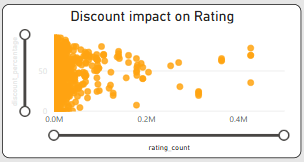 Discount impact on Rating
50
0
0.0M 0.2M 0.4M
rating_count